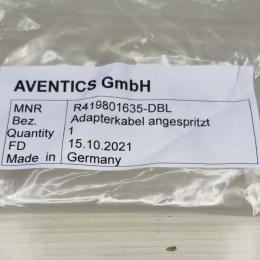 AVENTICS GmbH
MNR R419801635-DBL
Bez. Adapterkabel angespritzt
Quantity 1
FD 15.10.2021
Made in Germany